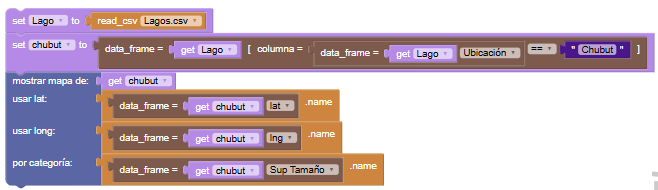 set Lago to read_csv Lagos.csv
set chubut to data_frame = get Lago [ columna = data_frame = get Lago Ubicación == " Chubut " ]
mostrar mapa de: get chubut
usar lat: data_frame = get chubut lat .name
usar long: data_frame = get chubut lng .name
por categoría: data_frame = get chubut Sup Tamaño .name